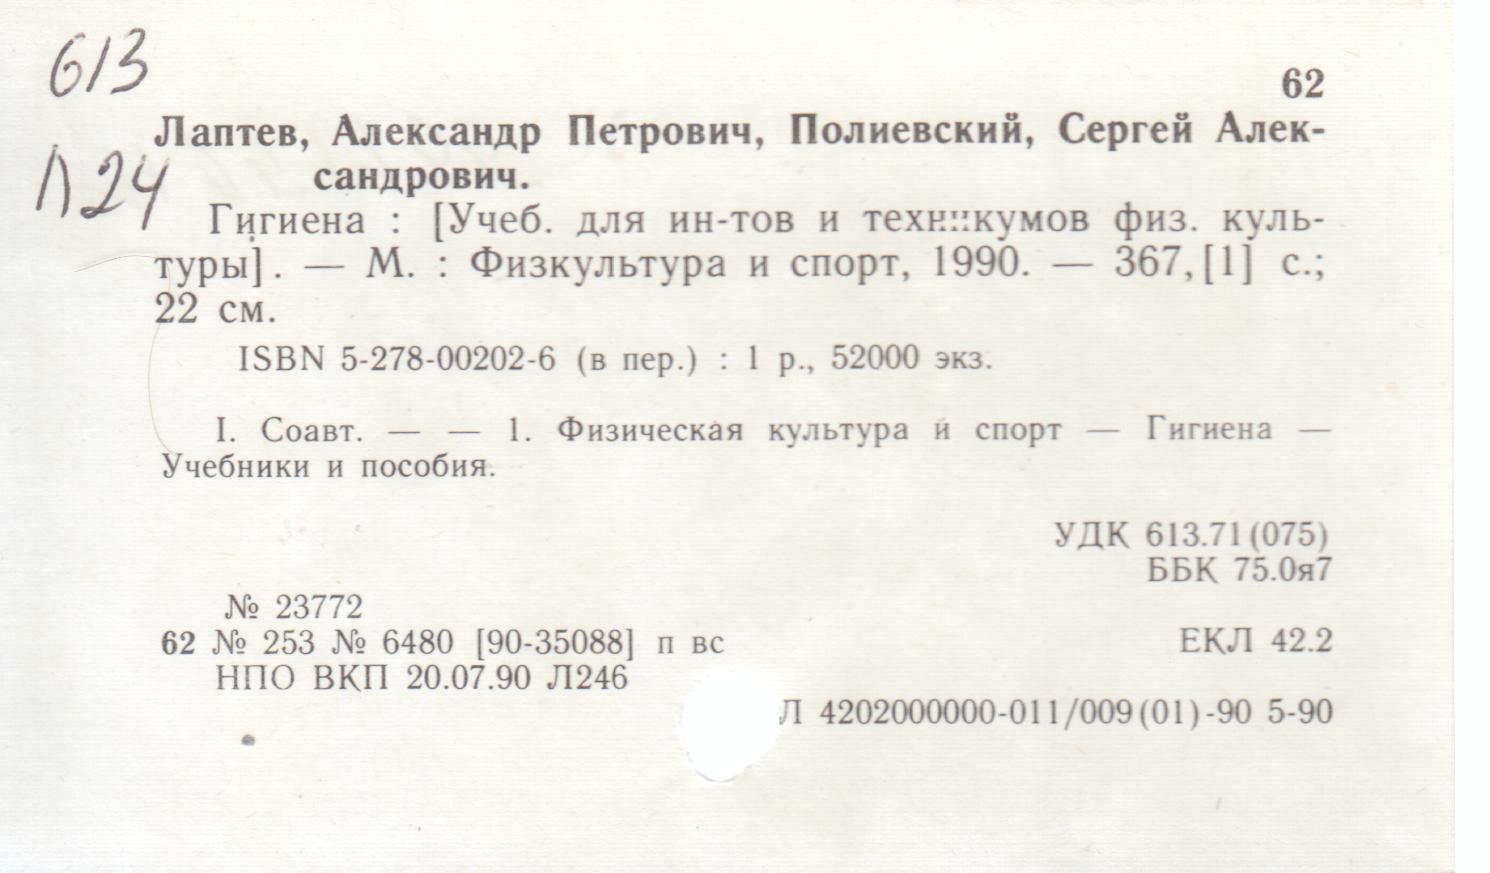 613
62
Лаптев, Александр Петрович, Полиевский, Сергей Алек-
Л24
сандрович.
Гигиена : [Учеб. для ин-тов и техникумов физ. куль-
туры]. — М. : Физкультура и спорт, 1990. — 367, [1] с.;
22 см.
ISBN 5-278-00202-6 (в пер.) : 1 р., 52000 экз.
I. Соавт. — — 1. Физическая культура и спорт — Гигиена —
Учебники и пособия.
УДК 613.71(075)
ББК 75.0я7
№ 23772
62 № 253 № 6480 [90-35088] п вс
ЕКЛ 42.2
НПО ВКП 20.07.90 Л246
Л 4202000000-011/009(01)-90 5-90